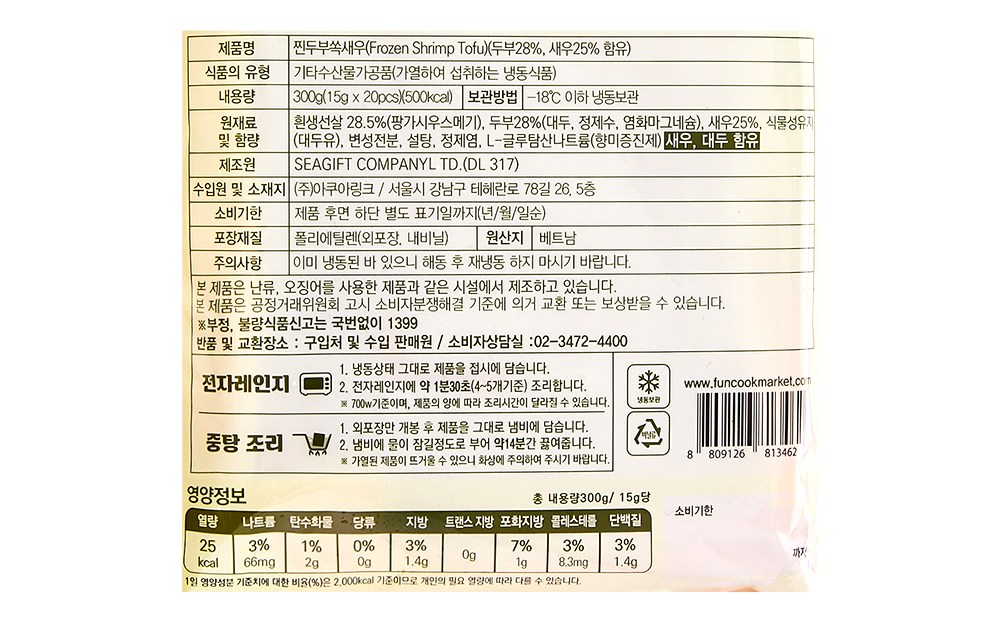 제품명 찐두부쏙새우(Frozen Shrimp Tofu)(두부28%, 새우25% 함유)
식품의 유형 기타수산물가공품(가열하여 섭취하는 냉동식품)
내용량 300g(15g x 20pcs)(500kcal) 보관방법 -18℃ 이하 냉동보관
원재료 흰생선살 28.5%(팡가시우스메기), 두부28%(대두, 정제수, 염화마그네슘), 새우25%, 식물성유지
및 함량 (대두유), 변성전분, 설탕, 정제염, L-글루탐산나트륨(향미증진제) 새우, 대두 함유
제조원 SEAGIFT COMPANYL TD.(DL 317)
수입원 및 소재지 (주)아쿠아링크 / 서울시 강남구 테헤란로 78길 26, 5층
소비기한 제품 후면 하단 별도 표기일까지(년/월/일순)
포장재질 폴리에틸렌(외포장, 내비닐) 원산지 베트남
주의사항 이미 냉동된 바 있으니 해동 후 재냉동 하지 마시기 바랍니다.
본 제품은 난류, 오징어를 사용한 제품과 같은 시설에서 제조하고 있습니다.
본 제품은 공정거래위원회 고시 소비자분쟁해결 기준에 의거 교환 또는 보상받을 수 있습니다.
※부정, 불량식품신고는 국번없이 1399
반품 및 교환장소 : 구입처 및 수입 판매원 / 소비자상담실 :02-3472-4400
전자레인지
1. 냉동상태 그대로 제품을 접시에 담습니다.
2. 전자레인지에 약 1분30초(4~5개기준) 조리합니다.
※ 700w기준이며, 제품의 양에 따라 조리시간이 달라질 수 있습니다.
중탕 조리
1. 외포장만 개봉 후 제품을 그대로 냄비에 담습니다.
2. 냄비에 물이 잠길정도로 부어 약14분간 끓여줍니다.
※ 가열된 제품이 뜨거울 수 있으니 화상에 주의하여 주시기 바랍니다.
냉동보관
비닐류
www.funcookmarket.com
8 809126 813462
영양정보 총 내용량300g/ 15g당
열량 나트륨 탄수화물 당류 지방 트랜스 지방 포화지방 콜레스테롤 단백질
25 3% 1% 0% 3% 0g 7% 3% 3%
kcal 66mg 2g 0g 1.4g 1g 8.3mg 1.4g
1일 영양성분 기준치에 대한 비율(%)은 2,000kcal 기준이므로 개인의 필요 열량에 따라 다를 수 있습니다.
소비기한
까지